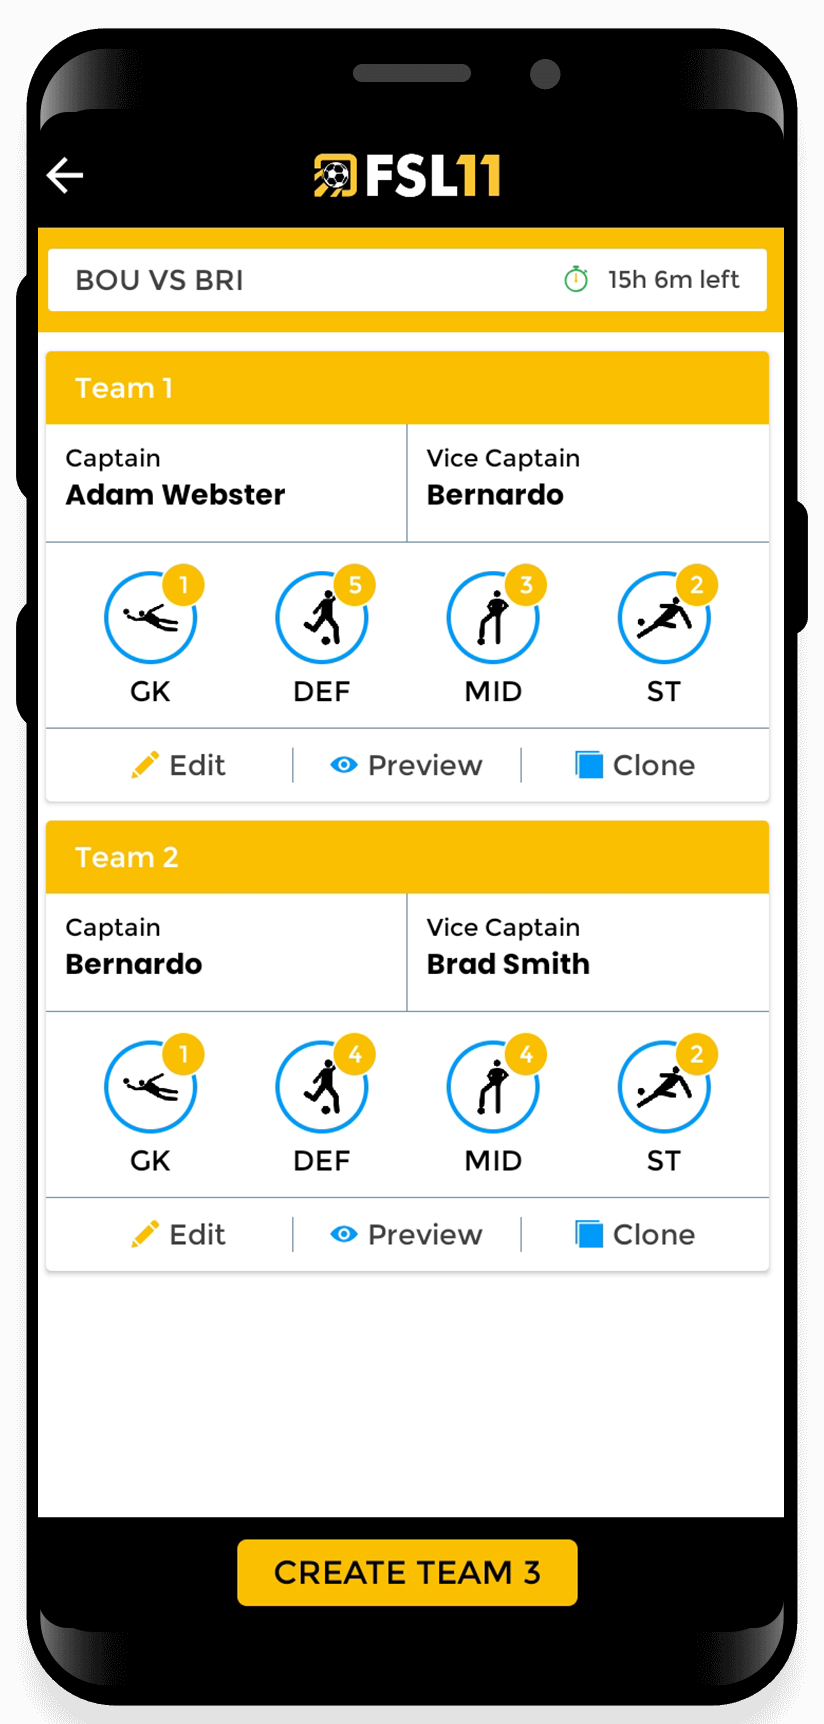 FSL11
BOU VS BRI 15h 6m left
Team 1
Captain Vice Captain
Adam Webster Bernardo
1 5 3 2
GK DEF MID ST
Edit Preview Clone
Team 2
Captain Vice Captain
Bernardo Brad Smith
1 4 4 2
GK DEF MID ST
Edit Preview Clone
CREATE TEAM 3